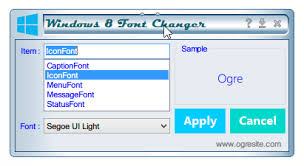 Windows 8 Font Changer ?
Item : IconFont
Sample
CaptionFont
IconFont
MenuFont
MessageFont
StatusFont
Ogre
Font : Segoe UI Light
Apply Cancel
www.ogresite.com